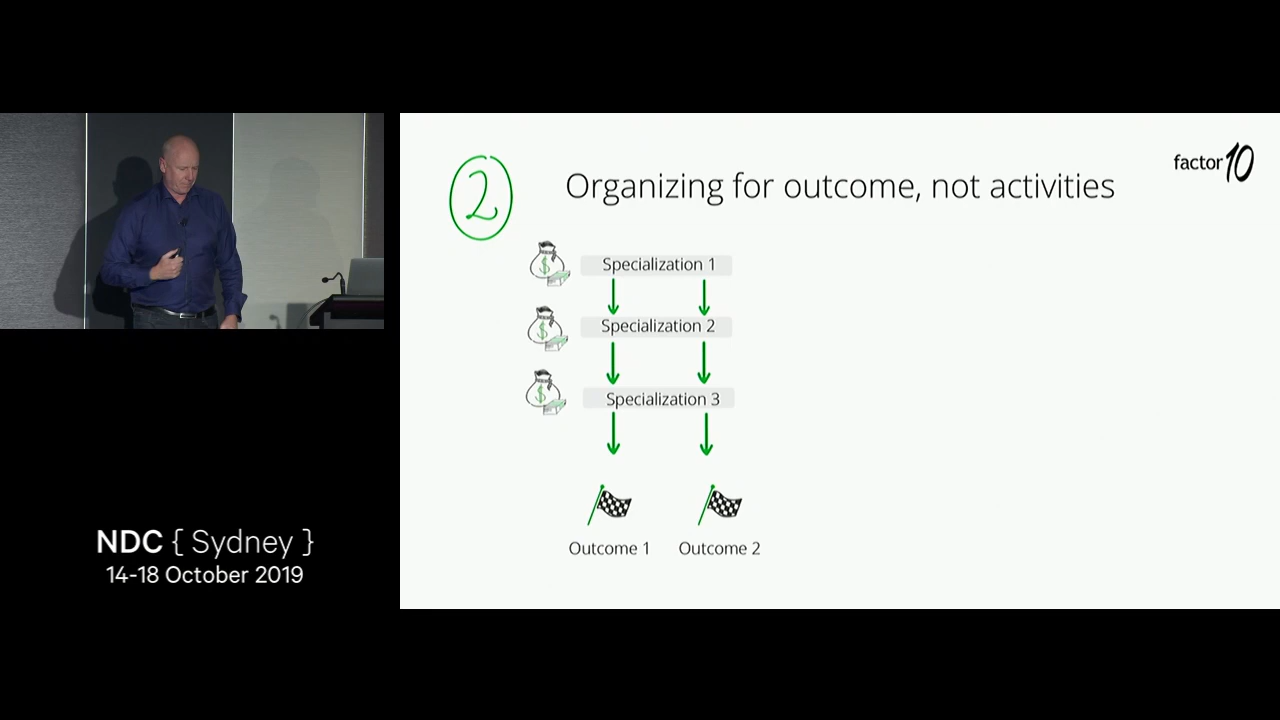 2
Organizing for outcome, not activities
factor10
$ Specialization 1
$ Specialization 2
$ Specialization 3
Outcome 1
Outcome 2
NDC { Sydney }
14-18 October 2019